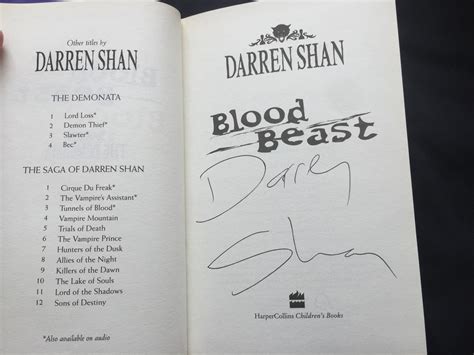 Other titles by
DARREN SHAN
THE DEMONATA
1 Lord Loss*
2 Demon Thief*
3 Slawter*
4 Bec*
THE SAGA OF DARREN SHAN
1 Cirque Du Freak*
2 The Vampire's Assistant*
3 Tunnels of Blood*
4 Vampire Mountain
5 Trials of Death
6 The Vampire Prince
7 Hunters of the Dusk
8 Allies of the Night
9 Killers of the Dawn
10 The Lake of Souls
11 Lord of the Shadows
12 Sons of Destiny
*Also available on audio
DARREN SHAN
Blood
Beast
Darren
Shan
HarperCollins Children's Books